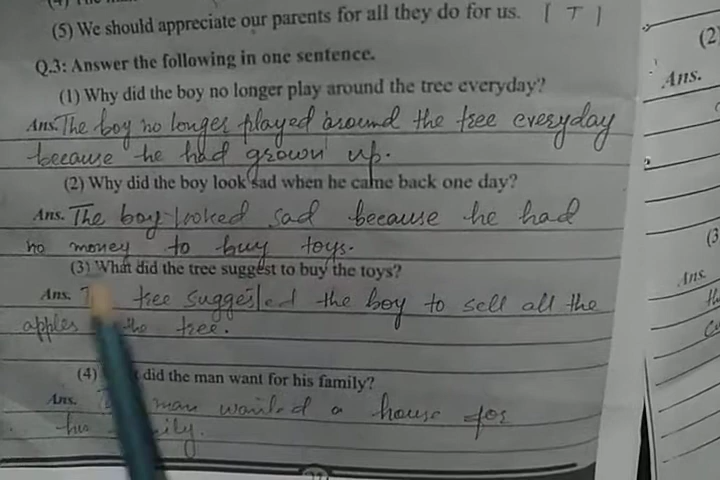 (5) We should appreciate our parents for all they do for us. [ T ]
Q.3: Answer the following in one sentence.
(1) Why did the boy no longer play around the tree everyday?
Ans. The boy no longer played around the tree everyday
because he had grown up.
(2) Why did the boy look sad when he came back one day?
Ans. The boy looked sad because he had
no money to buy toys.
(3) What did the tree suggest to buy the toys?
Ans. tree suggested the boy to sell all the
apples the tree.
(4) did the man want for his family?
Ans. man wanted a house for
his
(2)
Ans.
(3
Ans.